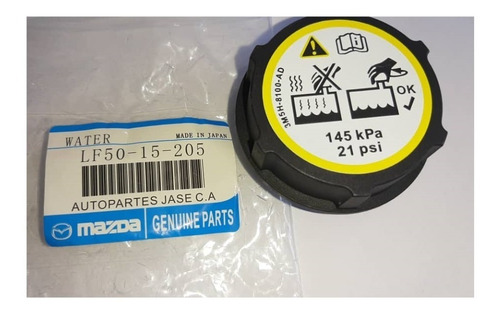 WATER
MADE IN JAPAN
LF50-15-205
AUTOPARTES JASE C.A
mazda
GENUINE PARTS
3M5H-8100-AD
OK
145 kPa
21 psi